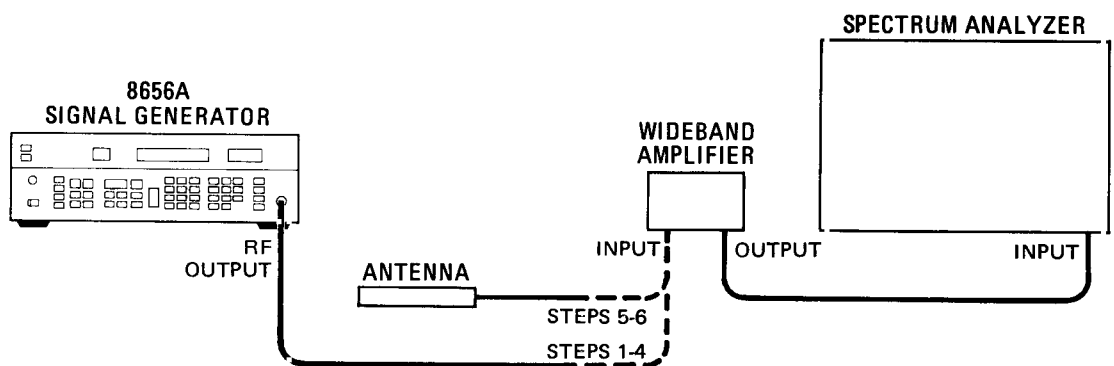 SPECTRUM ANALYZER
8656A
SIGNAL GENERATOR
WIDEBAND
AMPLIFIER
RF
OUTPUT
INPUT
OUTPUT
INPUT
ANTENNA
STEPS 5-6
STEPS 1-4